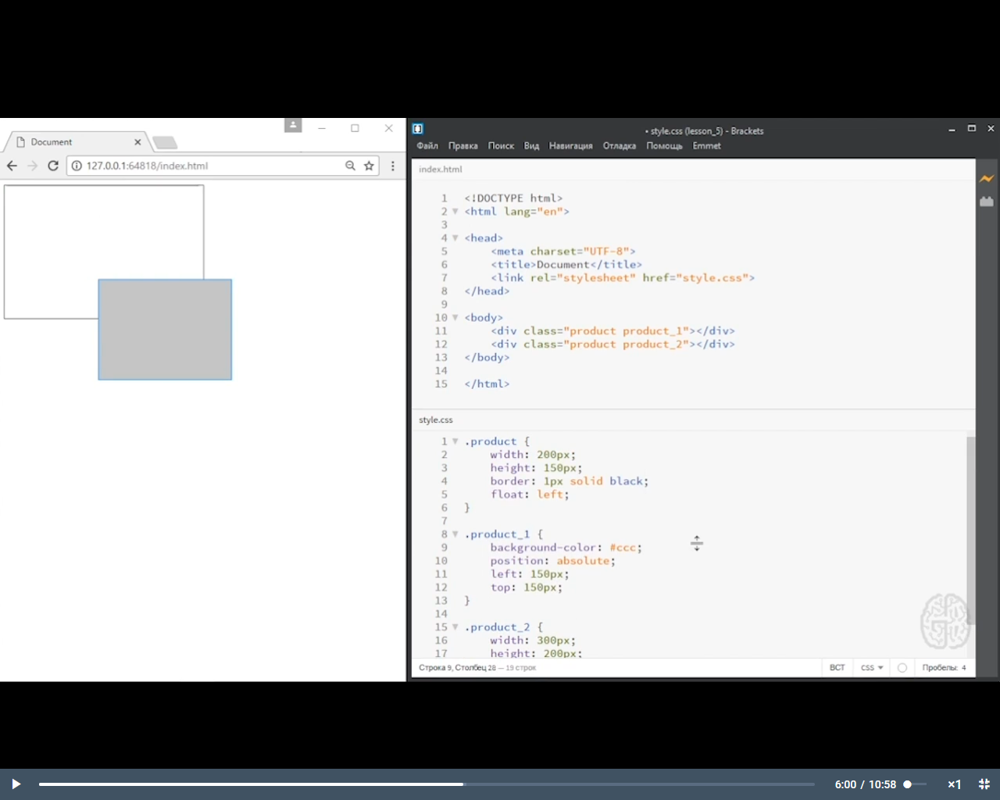 Document
127.0.0.1:64818/index.html
• style.css (lesson_5) - Brackets
Файл Правка Поиск Вид Навигация Отладка Помощь Emmet
index.html
1 <!DOCTYPE html>
2 <html lang="en">
3
4 <head>
5 <meta charset="UTF-8">
6 <title>Document</title>
7 <link rel="stylesheet" href="style.css">
8 </head>
9
10 <body>
11 <div class="product product_1"></div>
12 <div class="product product_2"></div>
13 </body>
14
15 </html>
style.css
1 .product {
2 width: 200px;
3 height: 150px;
4 border: 1px solid black;
5 float: left;
6 }
7
8 .product_1 {
9 background-color: #ccc;
10 position: absolute;
11 left: 150px;
12 top: 150px;
13 }
14
15 .product_2 {
16 width: 300px;
17 height: 200px;
Строка 9, Столбец 28 — 19 строк
ВСТ CSS Пробелы: 4
6:00 / 10:58 ×1